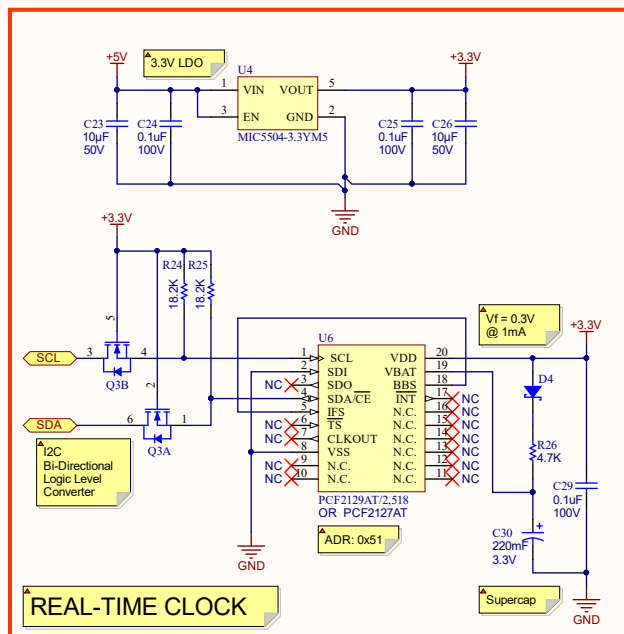 +5V
3.3V LDO
U4
+3.3V
1 VIN VOUT 5
3 EN GND 2
MIC5504-3.3YM5
C23
10µF
50V
C24
0.1uF
100V
C25
0.1uF
100V
C26
10µF
50V
GND
+3.3V
R24
18.2K
R25
18.2K
5
SCL 3 4
Q3B
2
SDA 6 1
Q3A
I2C
Bi-Directional
Logic Level
Converter
U6
1 SCL VDD 20
2 SDI VBAT 19
NC 3 SDO BBS 18
4 SDA/CE INT 17 NC
5 IFS N.C. 16 NC
NC 6 TS N.C. 15 NC
NC 7 CLKOUT N.C. 14 NC
8 VSS N.C. 13 NC
NC 9 N.C. N.C. 12 NC
NC 10 N.C. N.C. 11 NC
PCF2129AT/2,518
OR PCF2127AT
ADR: 0x51
GND
Vf = 0.3V
@ 1mA
+3.3V
D4
R26
4.7K
C29
0.1uF
100V
C30
220mF
3.3V
+
Supercap
GND
REAL-TIME CLOCK